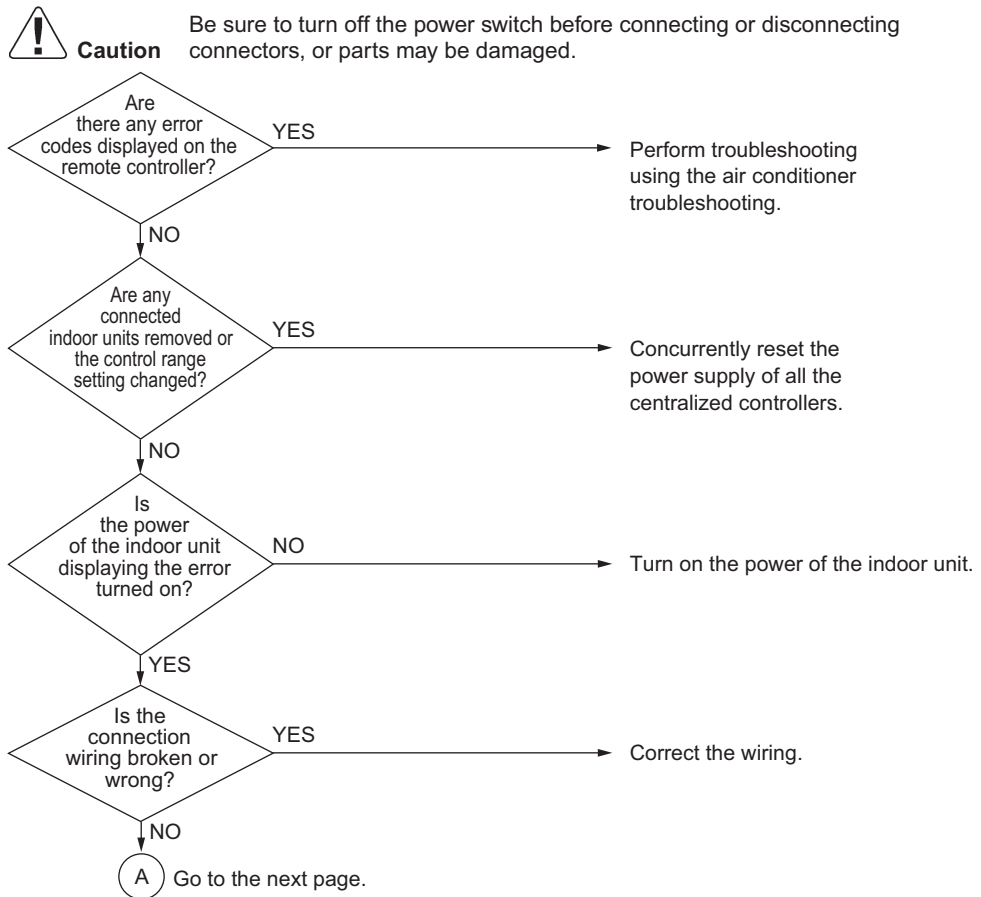 Be sure to turn off the power switch before connecting or disconnecting
Caution connectors, or parts may be damaged.
Are
there any error
codes displayed on the
remote controller?
YES
Perform troubleshooting
using the air conditioner
troubleshooting.
NO
Are any
connected
indoor units removed or
the control range
setting changed?
YES
Concurrently reset the
power supply of all the
centralized controllers.
NO
Is
the power
of the indoor unit
displaying the error
turned on?
NO
Turn on the power of the indoor unit.
YES
Is the
connection
wiring broken or
wrong?
YES
Correct the wiring.
NO
A Go to the next page.